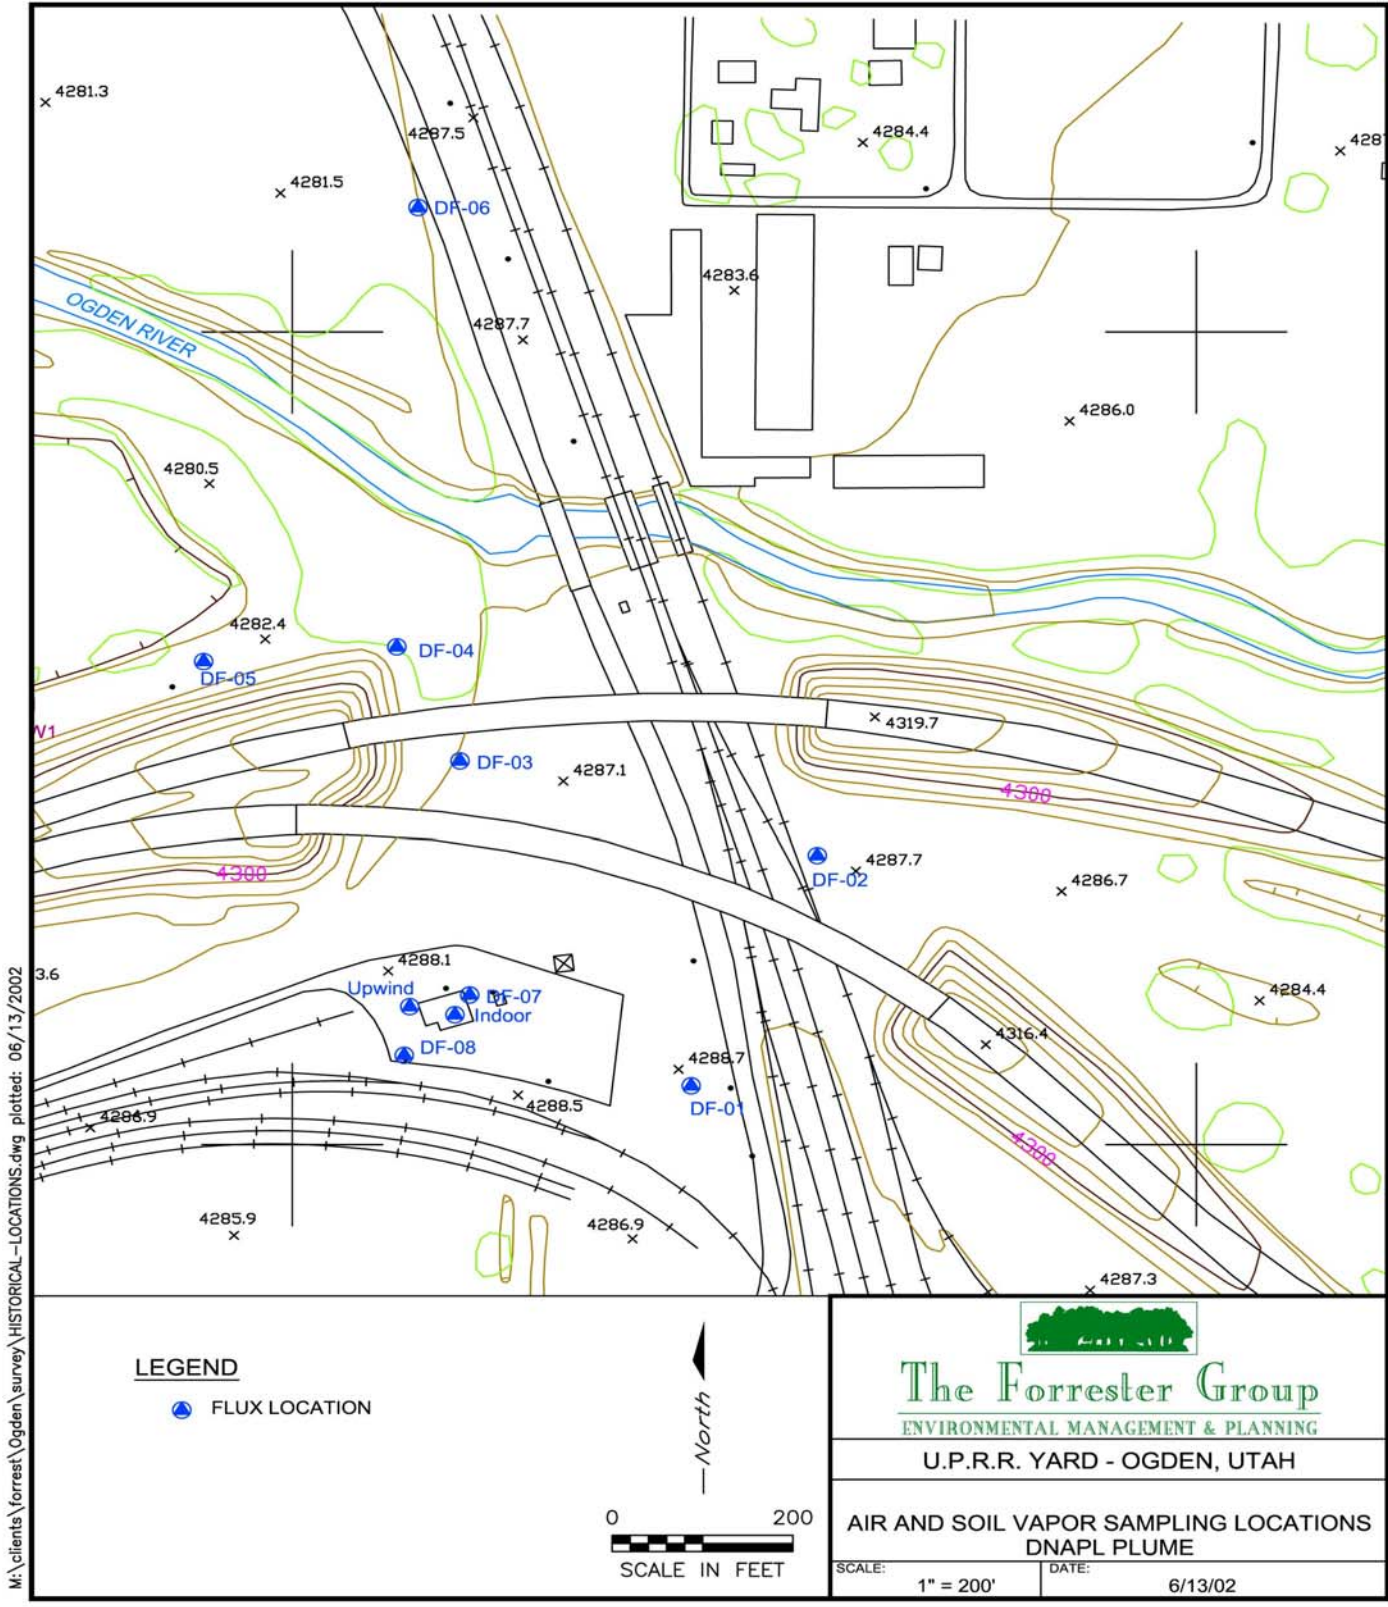 4281.3
4287.5
4284.4
428
4281.5
DF-06
4283.6
OGDEN RIVER
4287.7
4286.0
4280.5
4282.4
DF-04
DF-05
W1
4319.7
DF-03
4287.1
4300
4287.7
4300
DF-02
4286.7
3.6
4288.1
Upwind
DF-07
4284.4
Indoor
4316.4
DF-08
4288.7
4288.5
DF-01
4286.9
4300
4285.9
4286.9
4287.3
M:\clients\forrest\Ogden\survey\HISTORICAL-LOCATIONS.dwg plotted: 06/13/2002
LEGEND
FLUX LOCATION
North
0 200
SCALE IN FEET
The Forrester Group
ENVIRONMENTAL MANAGEMENT & PLANNING
U.P.R.R. YARD - OGDEN, UTAH
AIR AND SOIL VAPOR SAMPLING LOCATIONS
DNAPL PLUME
SCALE: 1" = 200'
DATE: 6/13/02